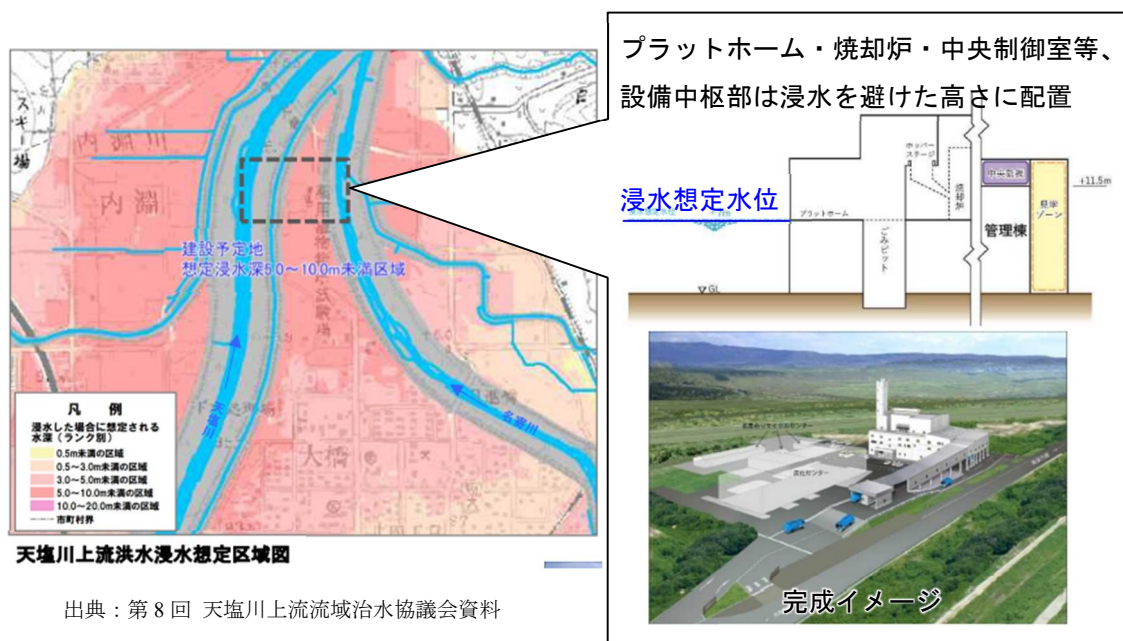 プラットホーム・焼却炉・中央制御室等、
設備中枢部は浸水を避けた高さに配置
スキー場
内淵川
内淵
建設予定地
想定浸水深5.0~10.0m未満区域
天塩川
名寄川
大橋
凡 例
浸水した場合に想定される
水深（ランク別）
0.5m未満の区域
0.5~3.0m未満の区域
3.0~5.0m未満の区域
5.0~10.0m未満の区域
10.0~20.0m未満の区域
市町村界
天塩川上流洪水浸水想定区域図
出典：第8回 天塩川上流流域治水協議会資料
浸水想定水位
プラットホーム
ホッパー
ステージ
焼却炉
ごみピット
中央監視
+11.5m
見学
ゾーン
管理棟
▽GL
炭化センター
完成イメージ